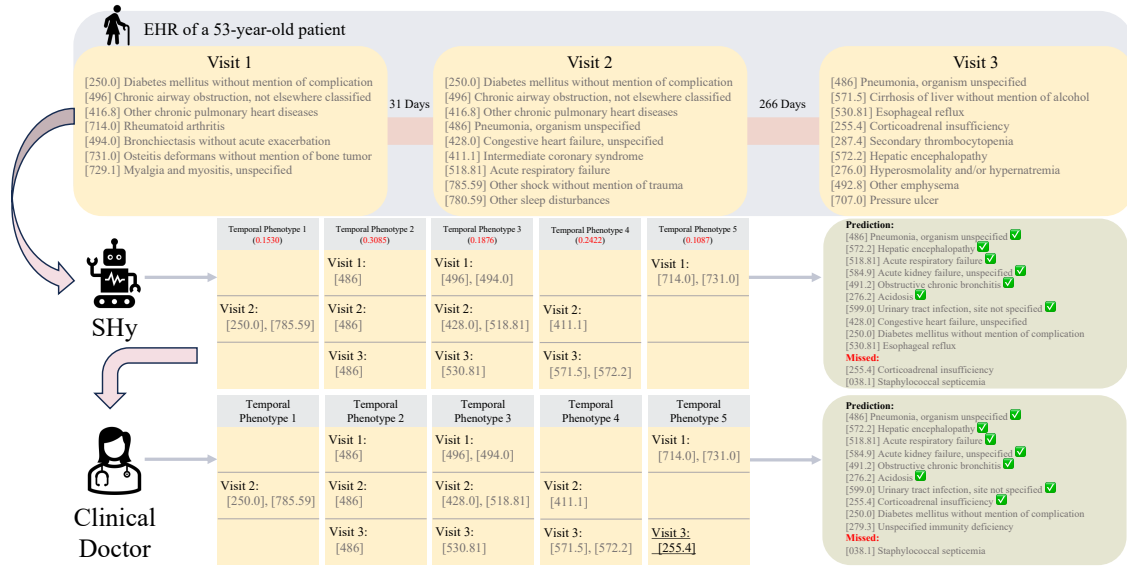 EHR of a 53-year-old patient
Visit 1
[250.0] Diabetes mellitus without mention of complication
[496] Chronic airway obstruction, not elsewhere classified
[416.8] Other chronic pulmonary heart diseases
[714.0] Rheumatoid arthritis
[494.0] Bronchiectasis without acute exacerbation
[731.0] Osteitis deformans without mention of bone tumor
[729.1] Myalgia and myositis, unspecified
31 Days
Visit 2
[250.0] Diabetes mellitus without mention of complication
[496] Chronic airway obstruction, not elsewhere classified
[416.8] Other chronic pulmonary heart diseases
[486] Pneumonia, organism unspecified
[428.0] Congestive heart failure, unspecified
[411.1] Intermediate coronary syndrome
[518.81] Acute respiratory failure
[785.59] Other shock without mention of trauma
[780.59] Other sleep disturbances
266 Days
Visit 3
[486] Pneumonia, organism unspecified
[571.5] Cirrhosis of liver without mention of alcohol
[530.81] Esophageal reflux
[255.4] Corticoadrenal insufficiency
[287.4] Secondary thrombocytopenia
[572.2] Hepatic encephalopathy
[276.0] Hyperosmolality and/or hypernatremia
[492.8] Other emphysema
[707.0] Pressure ulcer
SHy
Temporal Phenotype 1
(0.1530)
Visit 2:
[250.0], [785.59]
Temporal Phenotype 2
(0.3085)
Visit 1:
[486]
Visit 2:
[486]
Visit 3:
[486]
Temporal Phenotype 3
(0.1876)
Visit 1:
[496], [494.0]
Visit 2:
[428.0], [518.81]
Visit 3:
[530.81]
Temporal Phenotype 4
(0.2422)
Visit 2:
[411.1]
Visit 3:
[571.5], [572.2]
Temporal Phenotype 5
(0.1087)
Visit 1:
[714.0], [731.0]
Prediction:
[486] Pneumonia, organism unspecified ✅
[572.2] Hepatic encephalopathy ✅
[518.81] Acute respiratory failure ✅
[584.9] Acute kidney failure, unspecified ✅
[491.2] Obstructive chronic bronchitis ✅
[276.2] Acidosis ✅
[599.0] Urinary tract infection, site not specified ✅
[428.0] Congestive heart failure, unspecified
[250.0] Diabetes mellitus without mention of complication
[530.81] Esophageal reflux
Missed:
[255.4] Corticoadrenal insufficiency
[038.1] Staphylococcal septicemia
Clinical
Doctor
Temporal
Phenotype 1
Visit 2:
[250.0], [785.59]
Temporal
Phenotype 2
Visit 1:
[486]
Visit 2:
[486]
Visit 3:
[486]
Temporal
Phenotype 3
Visit 1:
[496], [494.0]
Visit 2:
[428.0], [518.81]
Visit 3:
[530.81]
Temporal
Phenotype 4
Visit 2:
[411.1]
Visit 3:
[571.5], [572.2]
Temporal
Phenotype 5
Visit 1:
[714.0], [731.0]
Visit 3:
[255.4]
Prediction:
[486] Pneumonia, organism unspecified ✅
[572.2] Hepatic encephalopathy ✅
[518.81] Acute respiratory failure ✅
[584.9] Acute kidney failure, unspecified ✅
[491.2] Obstructive chronic bronchitis ✅
[276.2] Acidosis ✅
[599.0] Urinary tract infection, site not specified ✅
[255.4] Corticoadrenal insufficiency ✅
[250.0] Diabetes mellitus without mention of complication
[279.3] Unspecified immunity deficiency
Missed:
[038.1] Staphylococcal septicemia